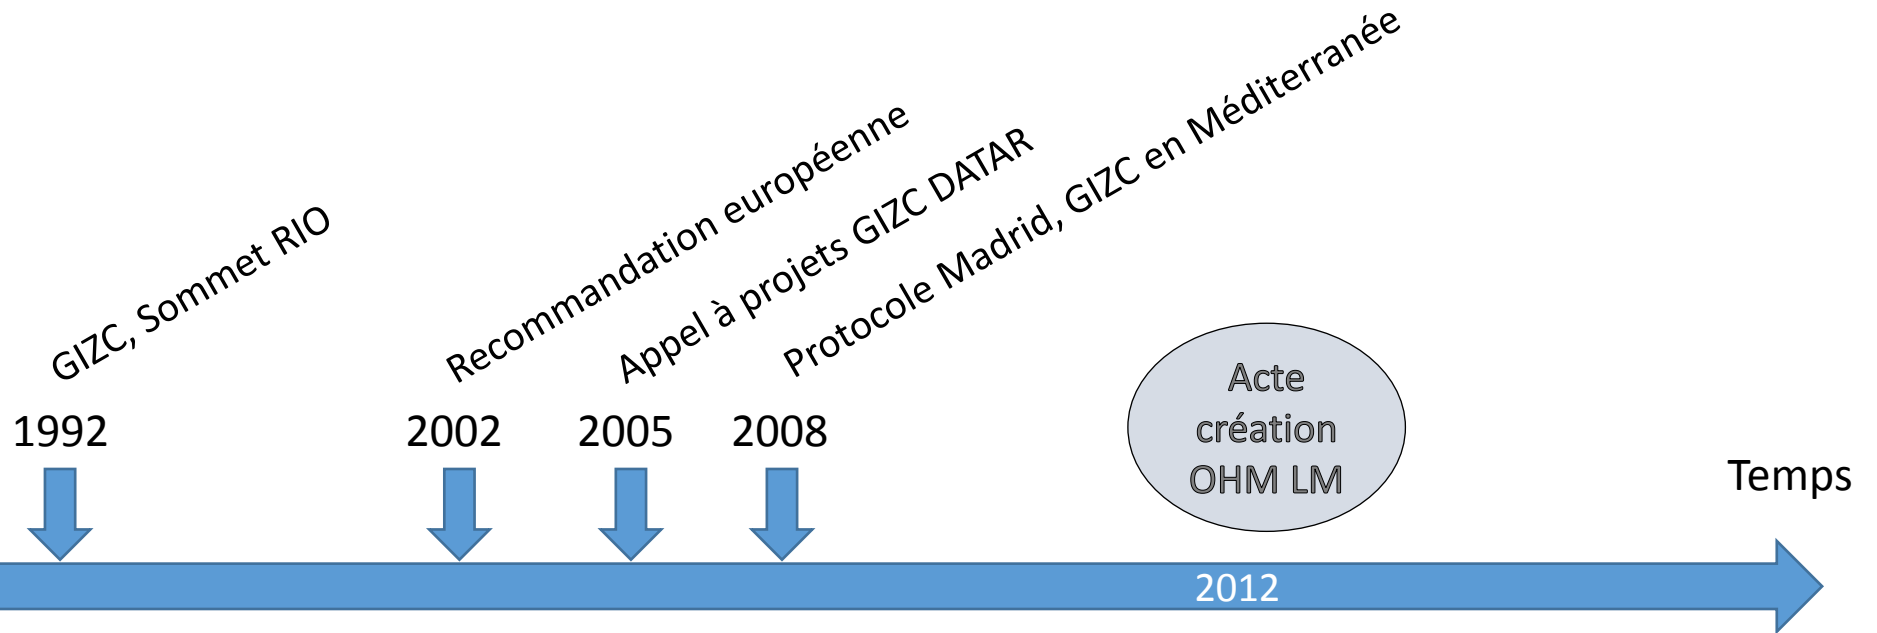 GIZC, Sommet RIO
Recommandation européenne
Appel à projets GIZC DATAR
Protocole Madrid, GIZC en Méditerranée
1992
2002
2005
2008
Acte
création
OHM LM
Temps
2012